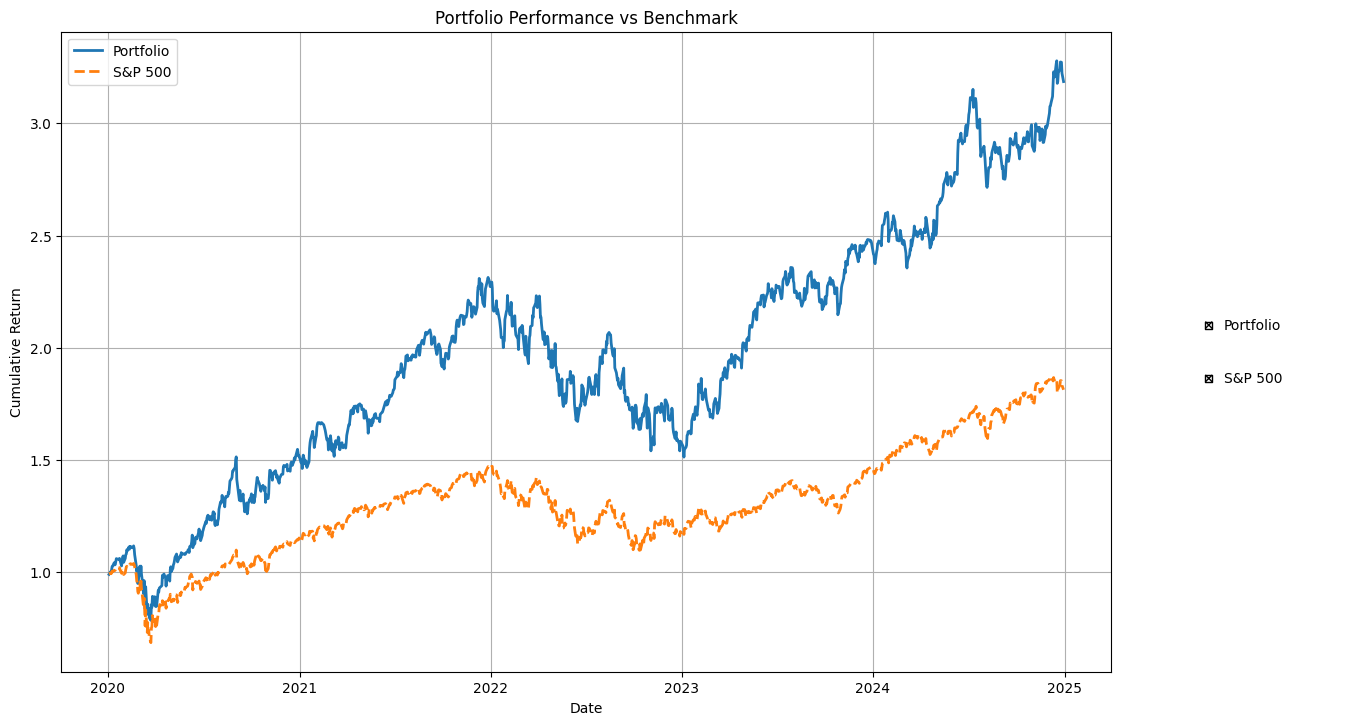 Portfolio Performance vs Benchmark
Portfolio
S&P 500
3.0
2.5
2.0
1.5
1.0
Cumulative Return
2020
2021
2022
2023
2024
2025
Date
Portfolio
S&P 500